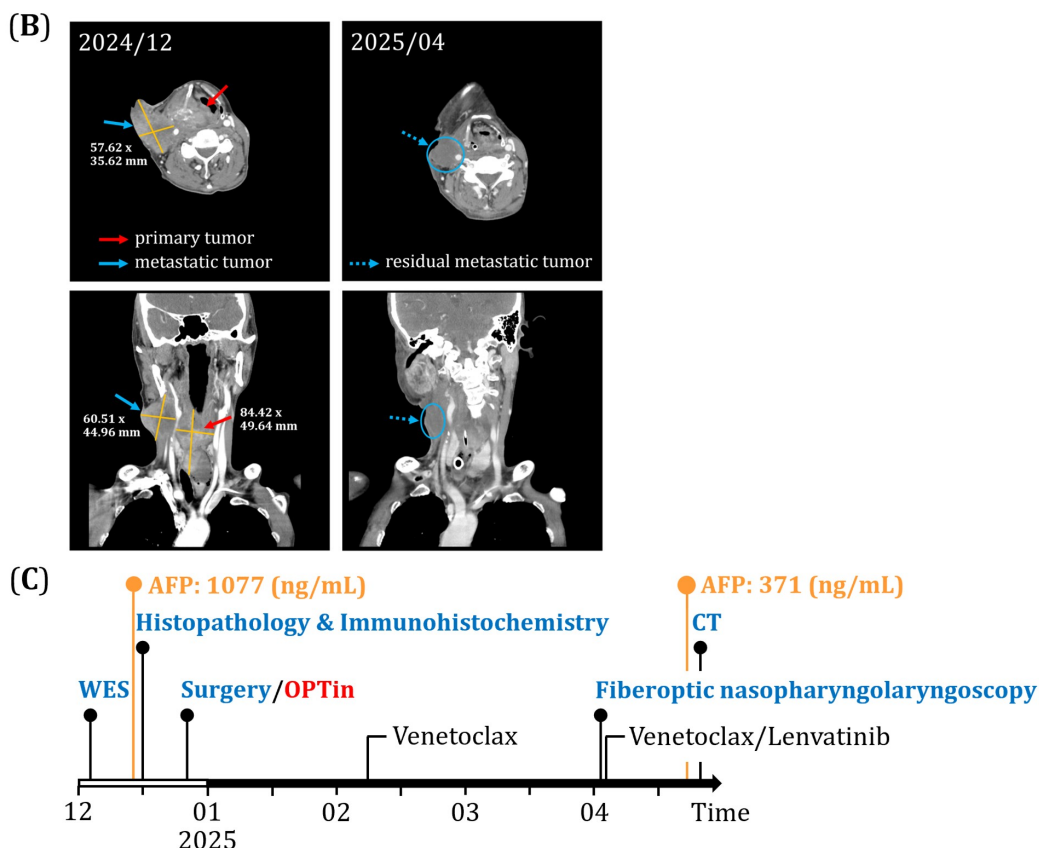 (B)
2024/12
2025/04
57.62 x
35.62 mm
primary tumor
metastatic tumor
residual metastatic tumor
60.51 x
44.96 mm
84.42 x
49.64 mm
(C)
AFP: 1077 (ng/mL)
AFP: 371 (ng/mL)
Histopathology & Immunohistochemistry
CT
WES
Surgery/OPTin
Fiberoptic nasopharyngolaryngoscopy
Venetoclax
Venetoclax/Lenvatinib
12
01
02
03
04
Time
2025